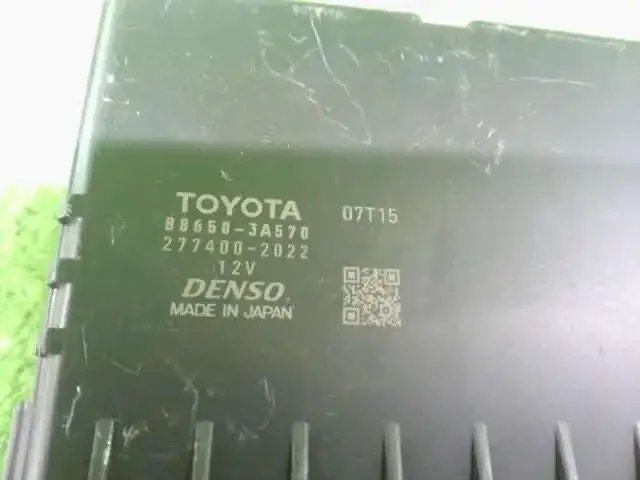 TOYOTA 07T15
88650-3A570
277400-2022
12V
DENSO
MADE IN JAPAN